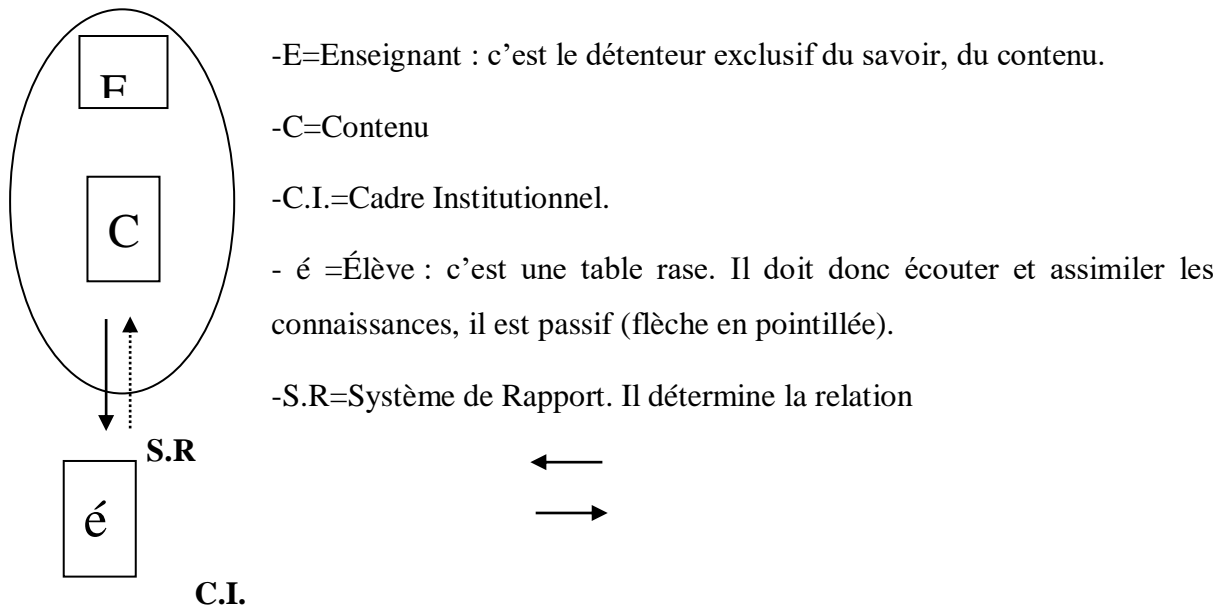 E
-E=Enseignant : c’est le détenteur exclusif du savoir, du contenu.
-C=Contenu
C
-C.I.=Cadre Institutionnel.
- é =Élève : c’est une table rase. Il doit donc écouter et assimiler les
connaissances, il est passif (flèche en pointillée).
-S.R=Système de Rapport. Il détermine la relation
S.R
é
C.I.